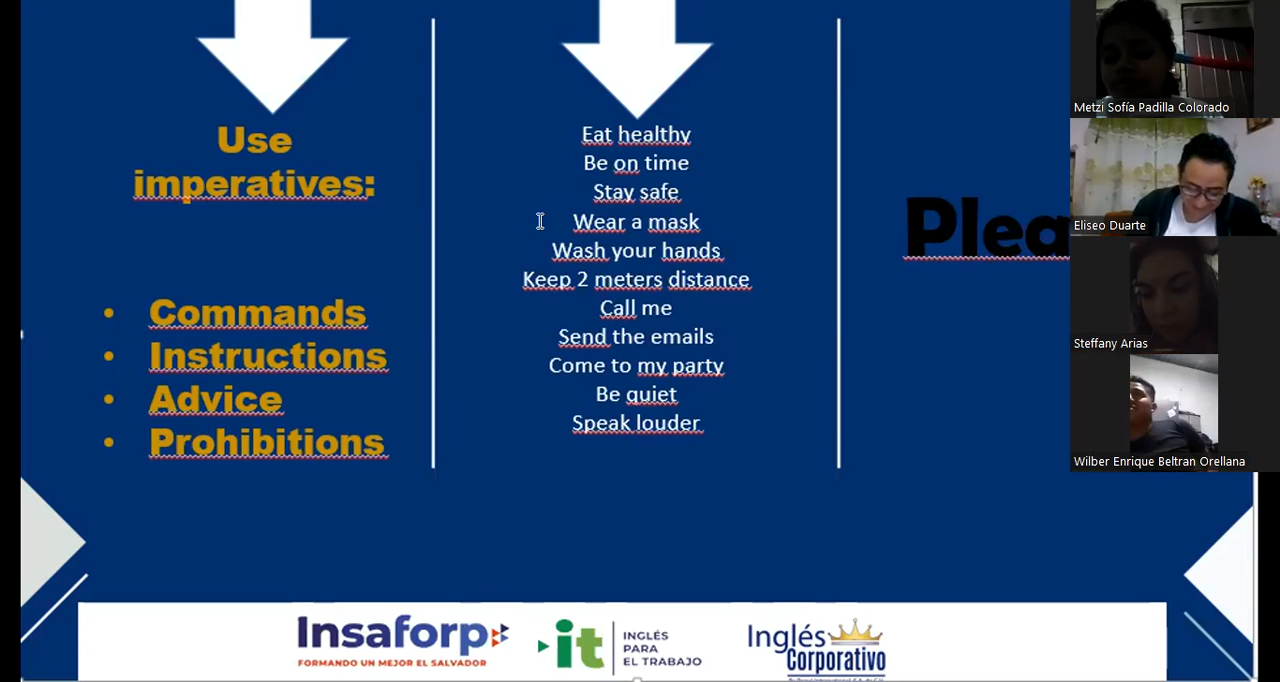 Use
imperatives:
Commands
Instructions
Advice
Prohibitions
Eat healthy
Be on time
Stay safe
Wear a mask
Wash your hands
Keep 2 meters distance
Call me
Send the emails
Come to my party
Be quiet
Speak louder
Plea
Metzi Sofía Padilla Colorado
Eliseo Duarte
Steffany Arias
Wilber Enrique Beltran Orellana
Insaforp
FORMANDO UN MEJOR EL SALVADOR
it
INGLÉS
PARA
EL TRABAJO
Inglés
Corporativo